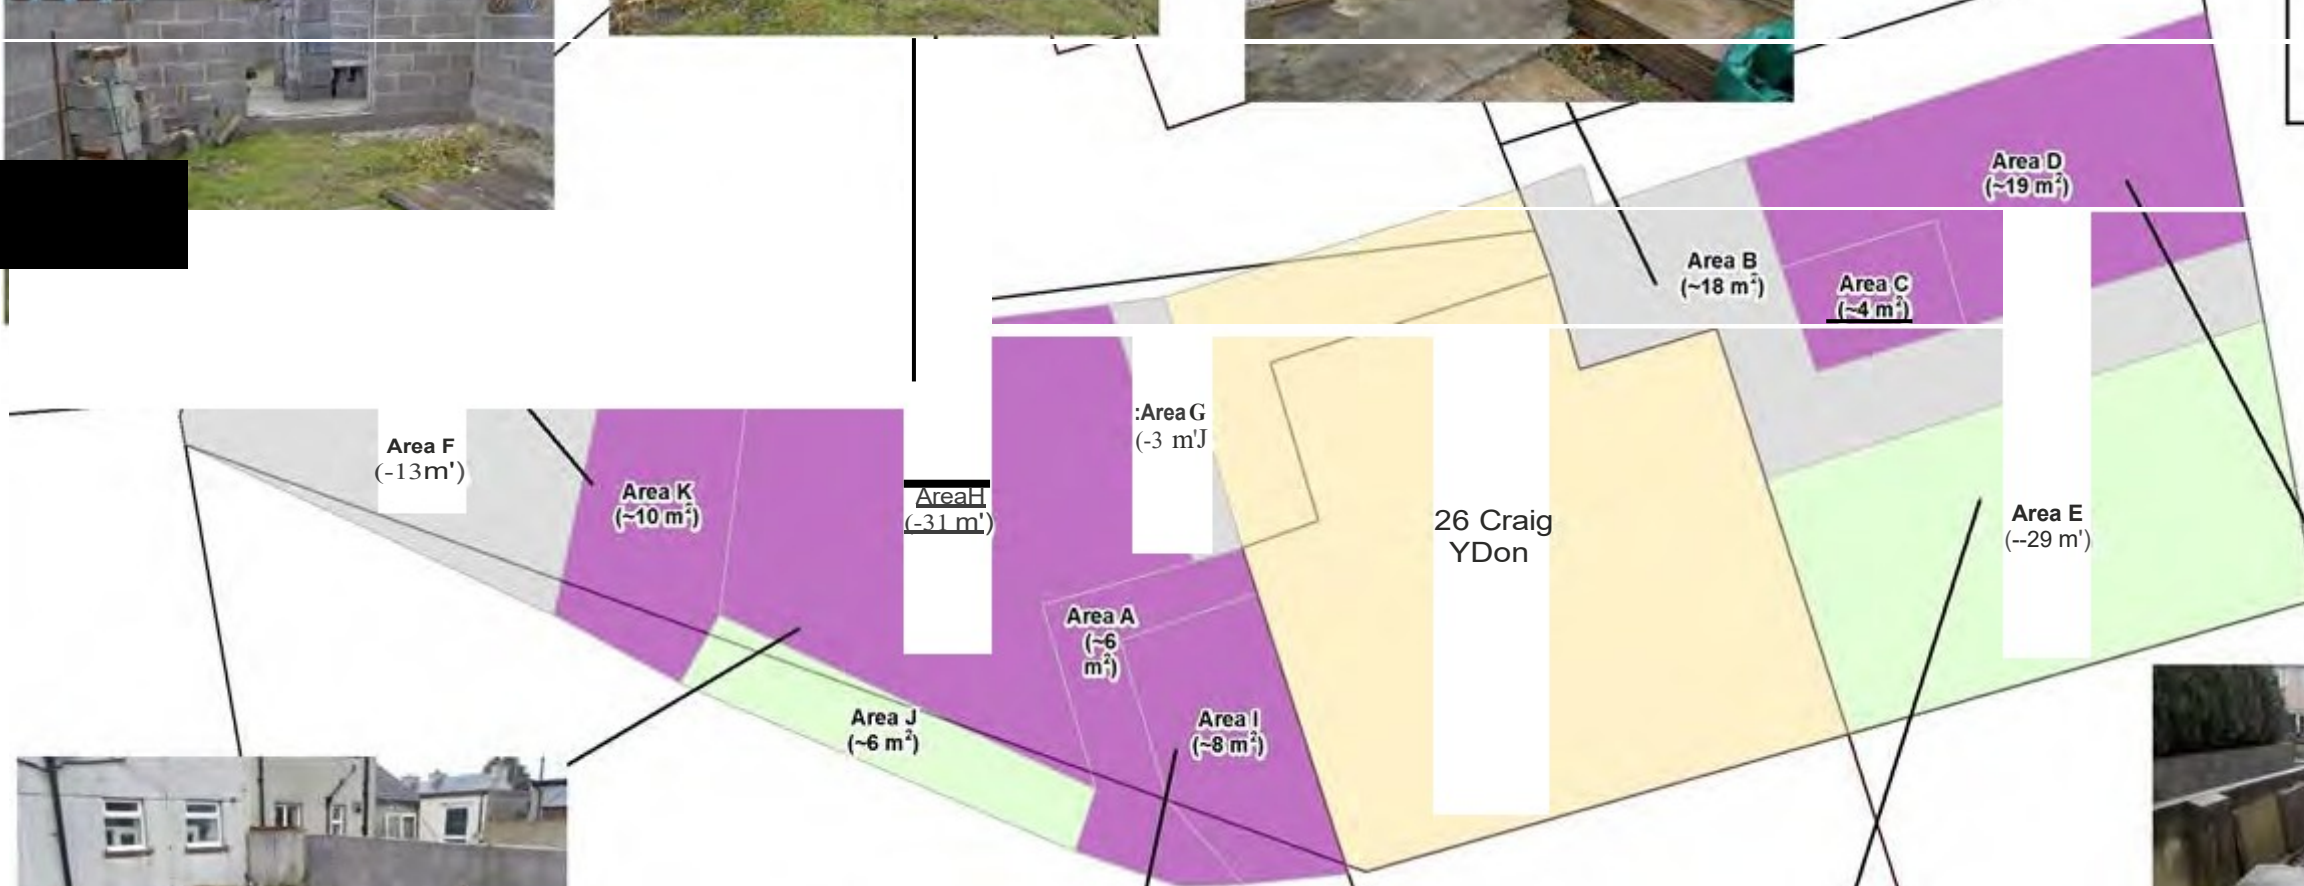 Area D
(~19 m²)
Area B
(~18 m²)
Area C
(~4 m²)
:Area G
(-3 m'J
Area F
(-13m')
Area K
(~10 m²)
AreaH
(-31 m')
26 Craig
YDon
Area E
(--29 m')
Area A
(~6
m²)
Area J
(~6 m²)
Area I
(~8 m²)